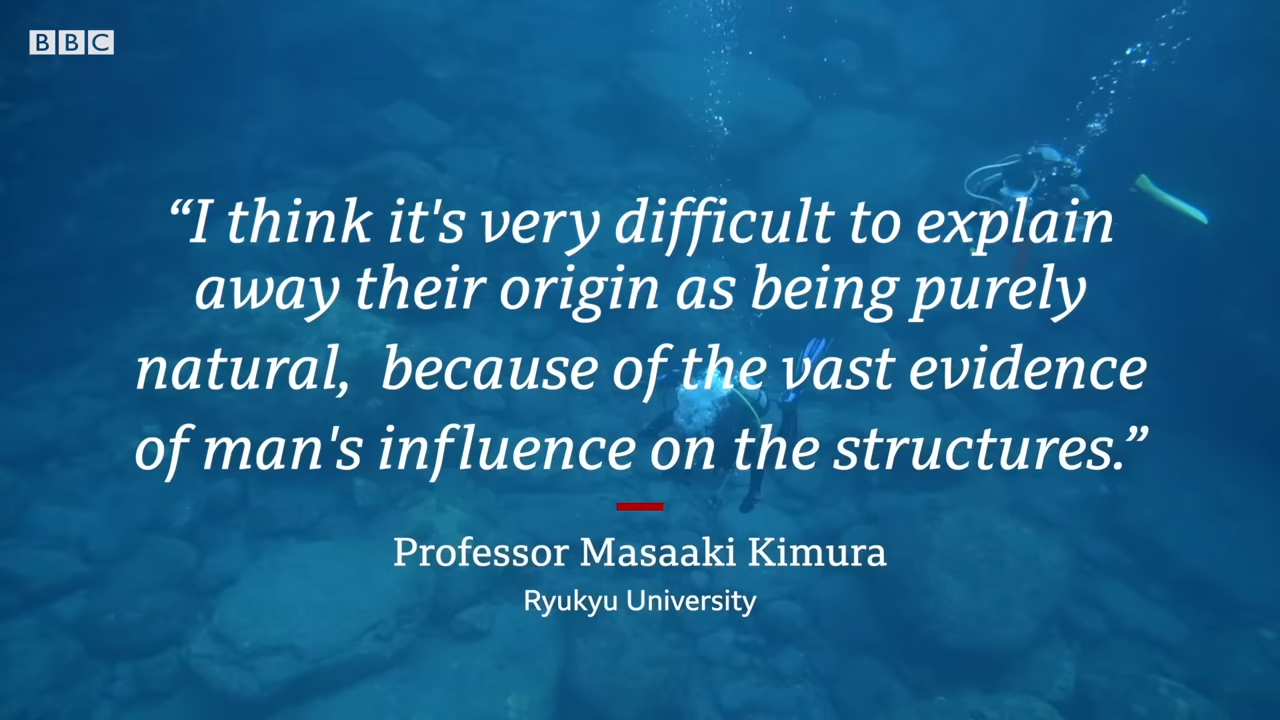 BBC
“I think it's very difficult to explain
away their origin as being purely
natural, because of the vast evidence
of man's influence on the structures.”
Professor Masaaki Kimura
Ryukyu University